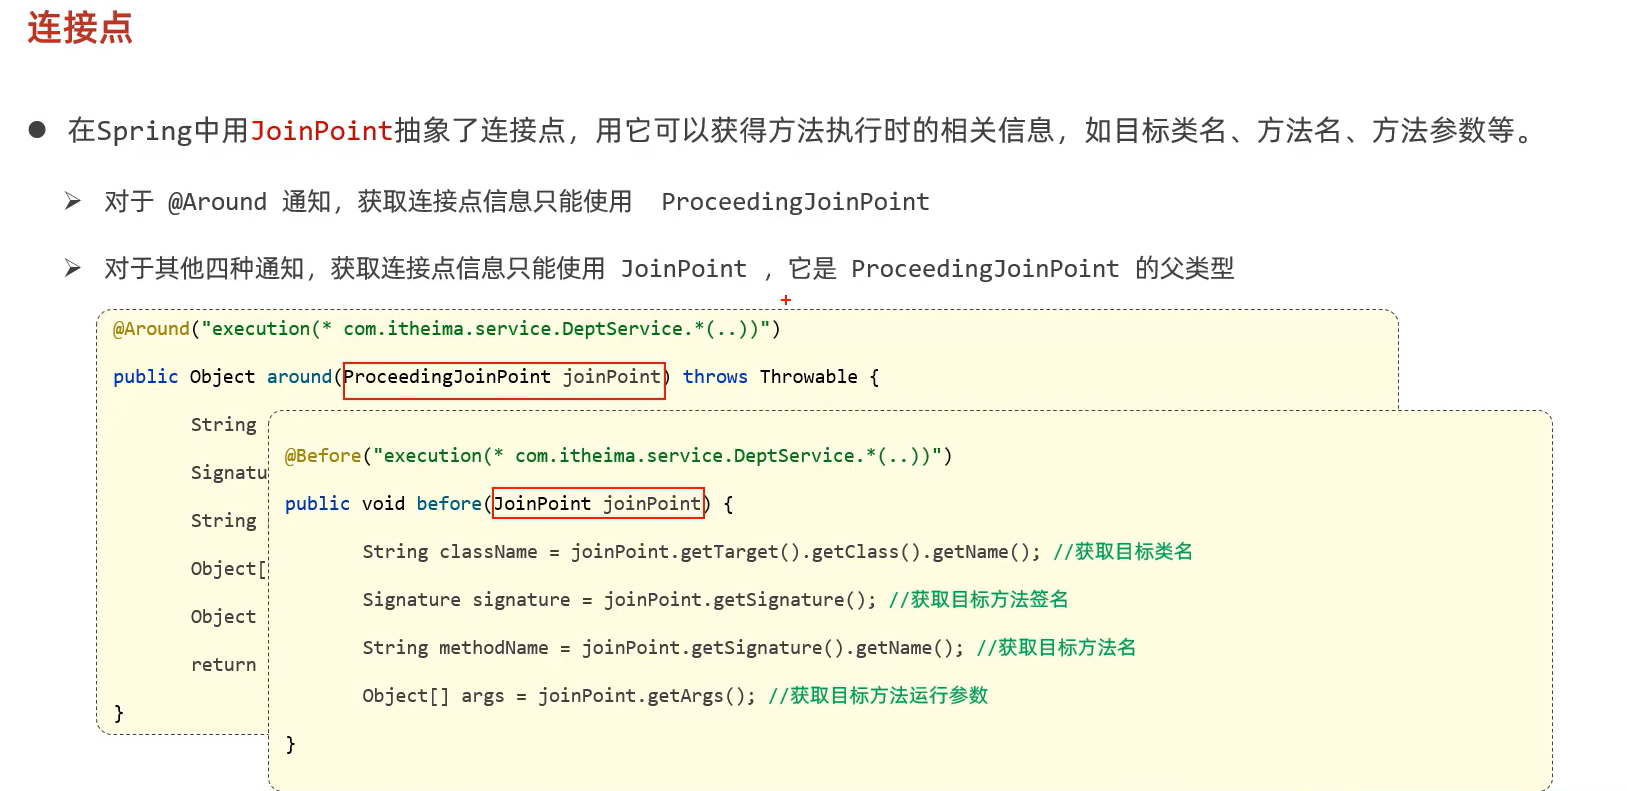 连接点
在Spring中用JoinPoint抽象了连接点，用它可以获得方法执行时的相关信息，如目标类名、方法名、方法参数等。
对于 @Around 通知，获取连接点信息只能使用 ProceedingJoinPoint
对于其他四种通知，获取连接点信息只能使用 JoinPoint ，它是 ProceedingJoinPoint 的父类型
@Around("execution(* com.itheima.service.DeptService.*(..))")
public Object around(ProceedingJoinPoint joinPoint) throws Throwable {
String
Signatu
String
Object[
Object
return
}
@Before("execution(* com.itheima.service.DeptService.*(..))")
public void before(JoinPoint joinPoint) {
String className = joinPoint.getTarget().getClass().getName(); //获取目标类名
Signature signature = joinPoint.getSignature(); //获取目标方法签名
String methodName = joinPoint.getSignature().getName(); //获取目标方法名
Object[] args = joinPoint.getArgs(); //获取目标方法运行参数
}